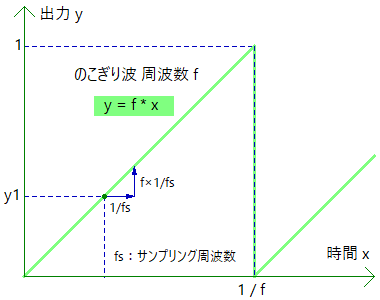 出力 y
1
のこぎり波 周波数 f
y = f * x
f×1/fs
y1
1/fs
fs：サンプリング周波数
時間 x
1 / f